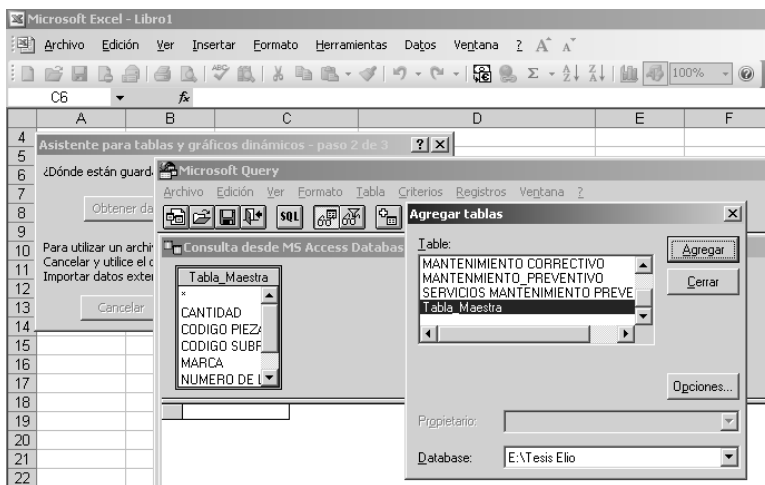 Microsoft Excel - Libro1
Archivo Edición Ver Insertar Formato Herramientas Datos Ventana ?
100%
C6 fx
A B C D E F
4
5
6
7
8
9
10
11
12
13
14
15
16
17
18
19
20
21
22
Asistente para tablas y gráficos dinámicos - paso 2 de 3
¿Dónde están guard
Obtener da
Para utilizar un archi
Cancelar y utilice el c
Importar datos exter
Cancelar
Microsoft Query
Archivo Edición Ver Formato Tabla Criterios Registros Ventana ?
SQL
Consulta desde MS Access Databas
Tabla_Maestra
*
CANTIDAD
CODIGO PIEZA
CODIGO SUBF
MARCA
NUMERO DE L
Agregar tablas
Table:
MANTENIMIENTO CORRECTIVO
MANTENMIENTO_PREVENTIVO
SERVICIOS MANTENIMIENTO PREVE
Tabla_Maestra
Agregar
Cerrar
Opciones...
Propietario:
Database: E:\Tesis Elio